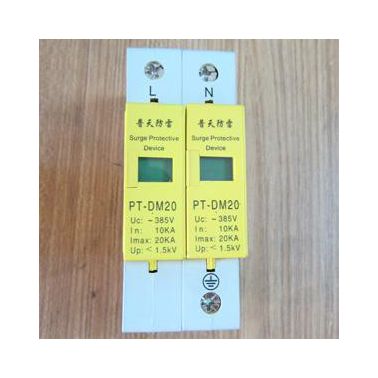 L N
普天防雷
Surge Protective
Device
PT-DM20
Uc: ~385V
In: 10KA
Imax: 20KA
Up: <1.5kV
普天防雷
Surge Protective
Device
PT-DM20
Uc: ~385V
In: 10KA
Imax: 20KA
Up: <1.5kV